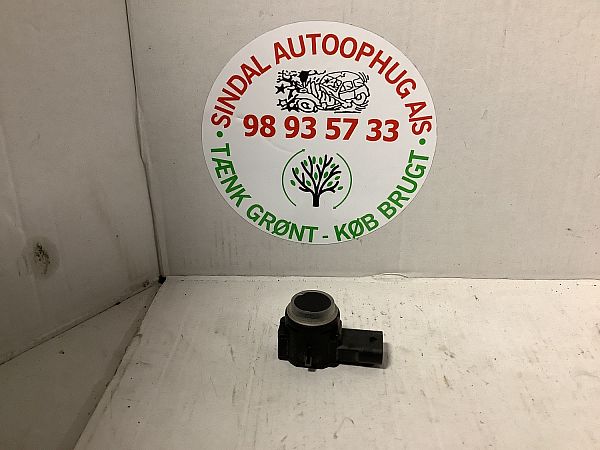 SINDAL AUTOOPHUG A/S
98 93 57 33
• TÆNK GRØNT - KØB BRUGT •